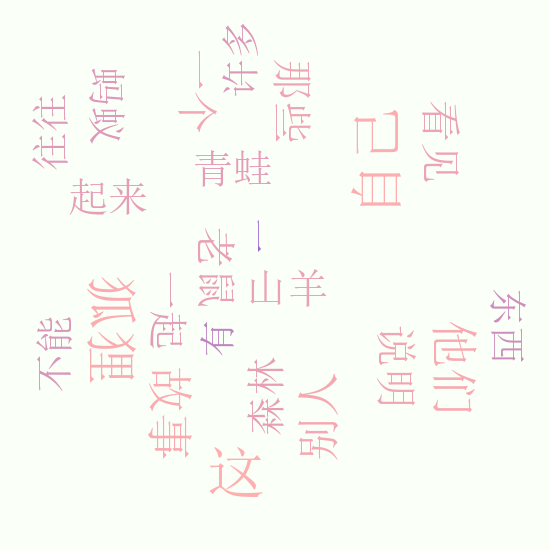 多少
一个
那些
蚂蚁
往往
看见
自己
青蛙
起来
一
老鼠
山羊
狐狸
一起
有
不能
东西
说明
他们
森林
故事
别人
这